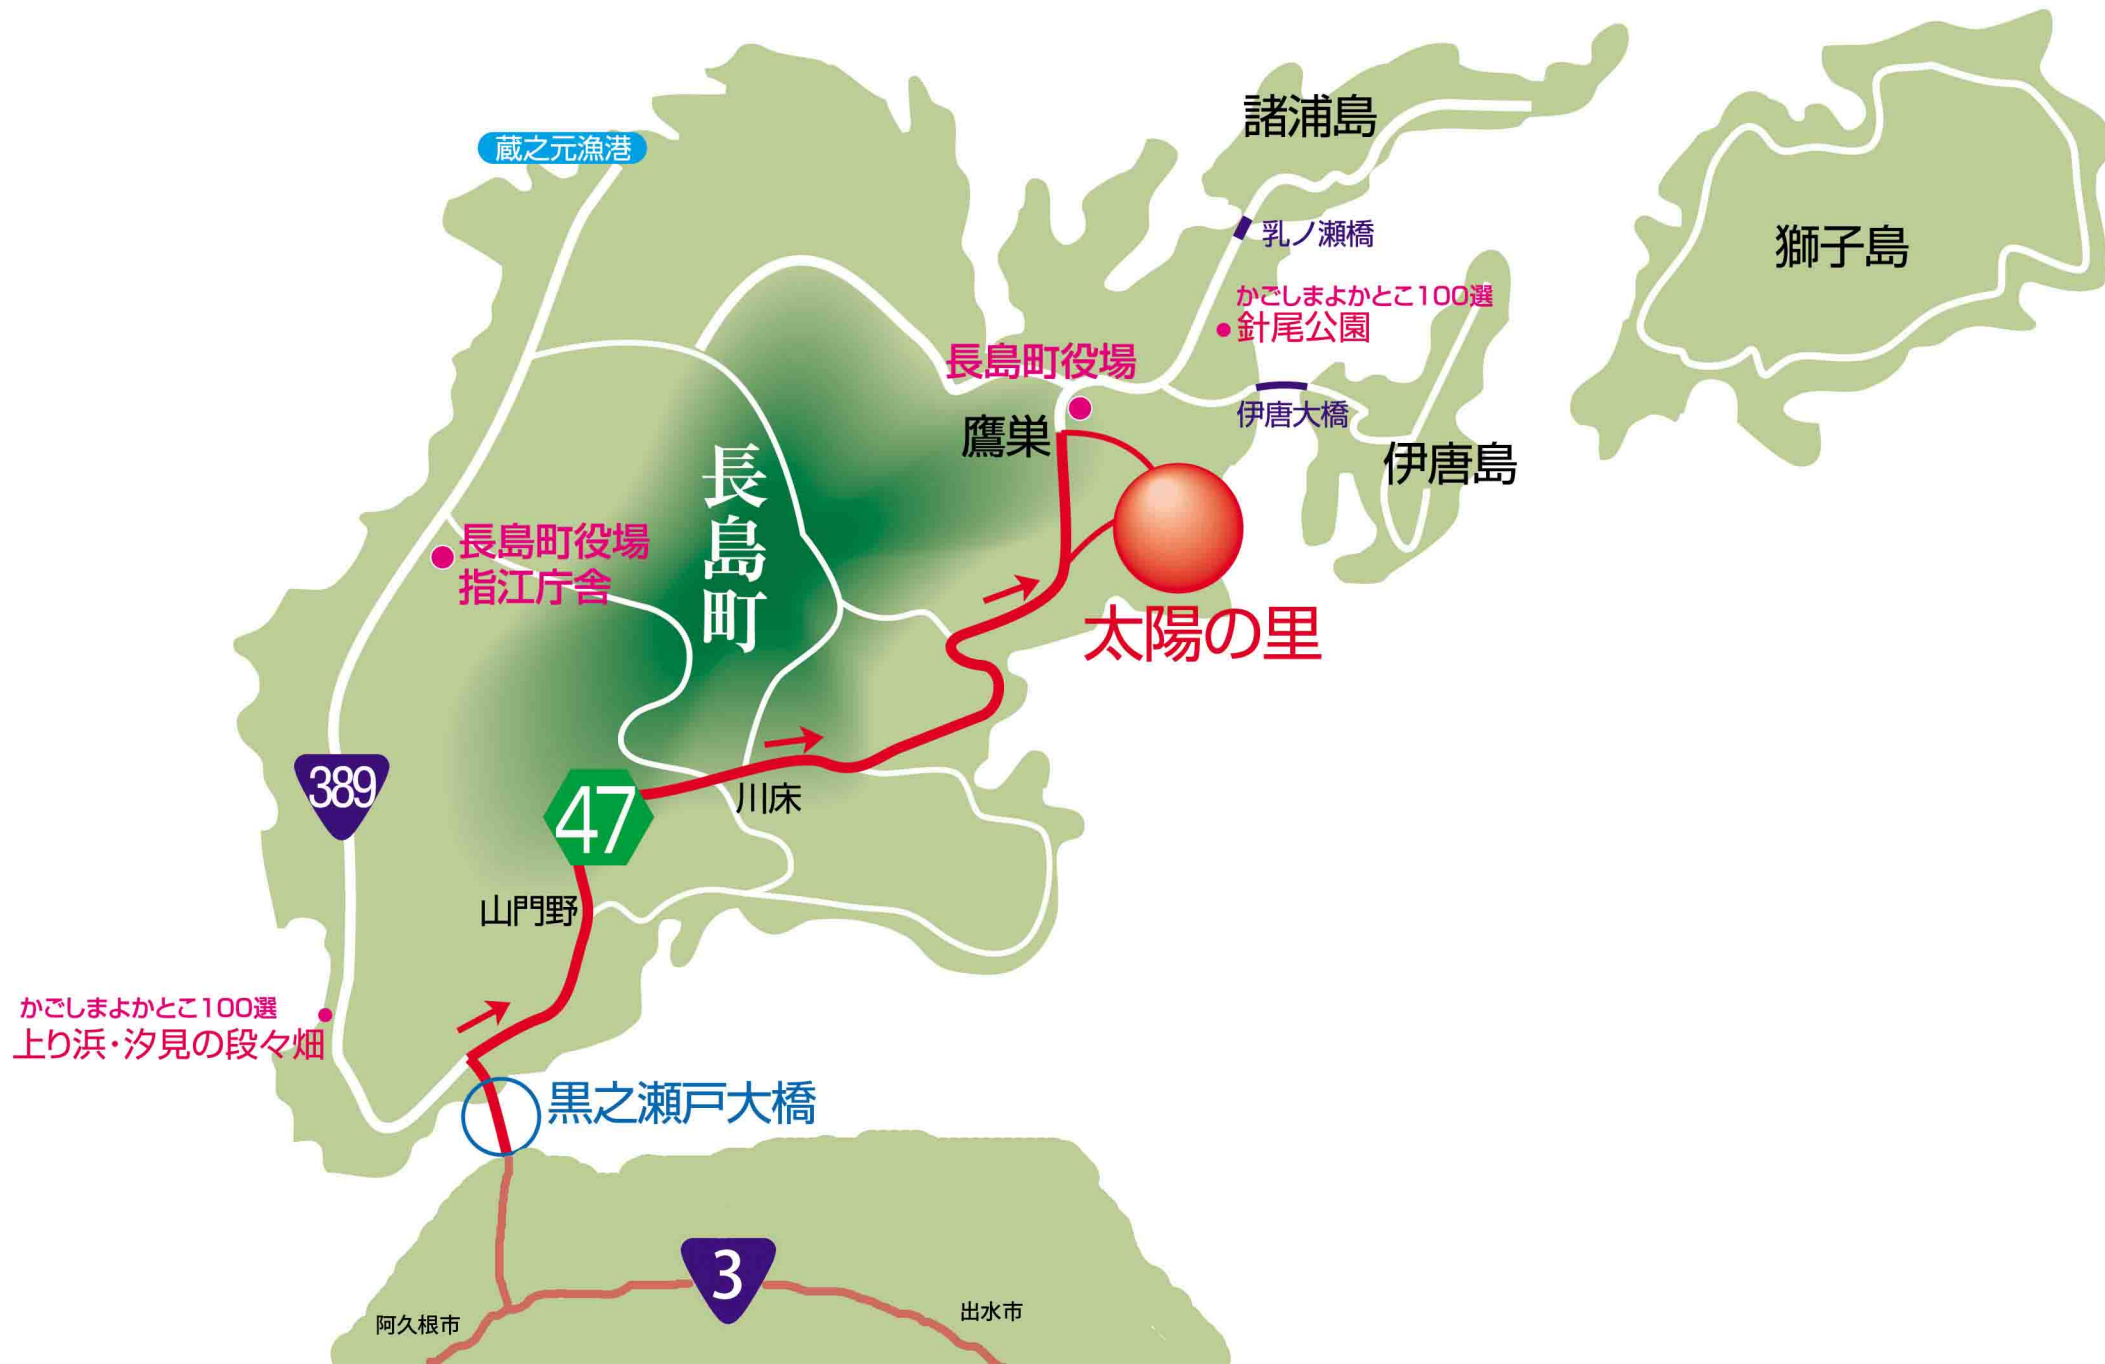 諸浦島
蔵之元漁港
乳ノ瀬橋
獅子島
かごしまよかとこ100選
針尾公園
長島町役場
伊唐大橋
鷹巣
伊唐島
長島町
長島町役場
指江庁舎
太陽の里
389
47
川床
山門野
かごしまよかとこ100選
上り浜・汐見の段々畑
黒之瀬戸大橋
3
阿久根市
出水市